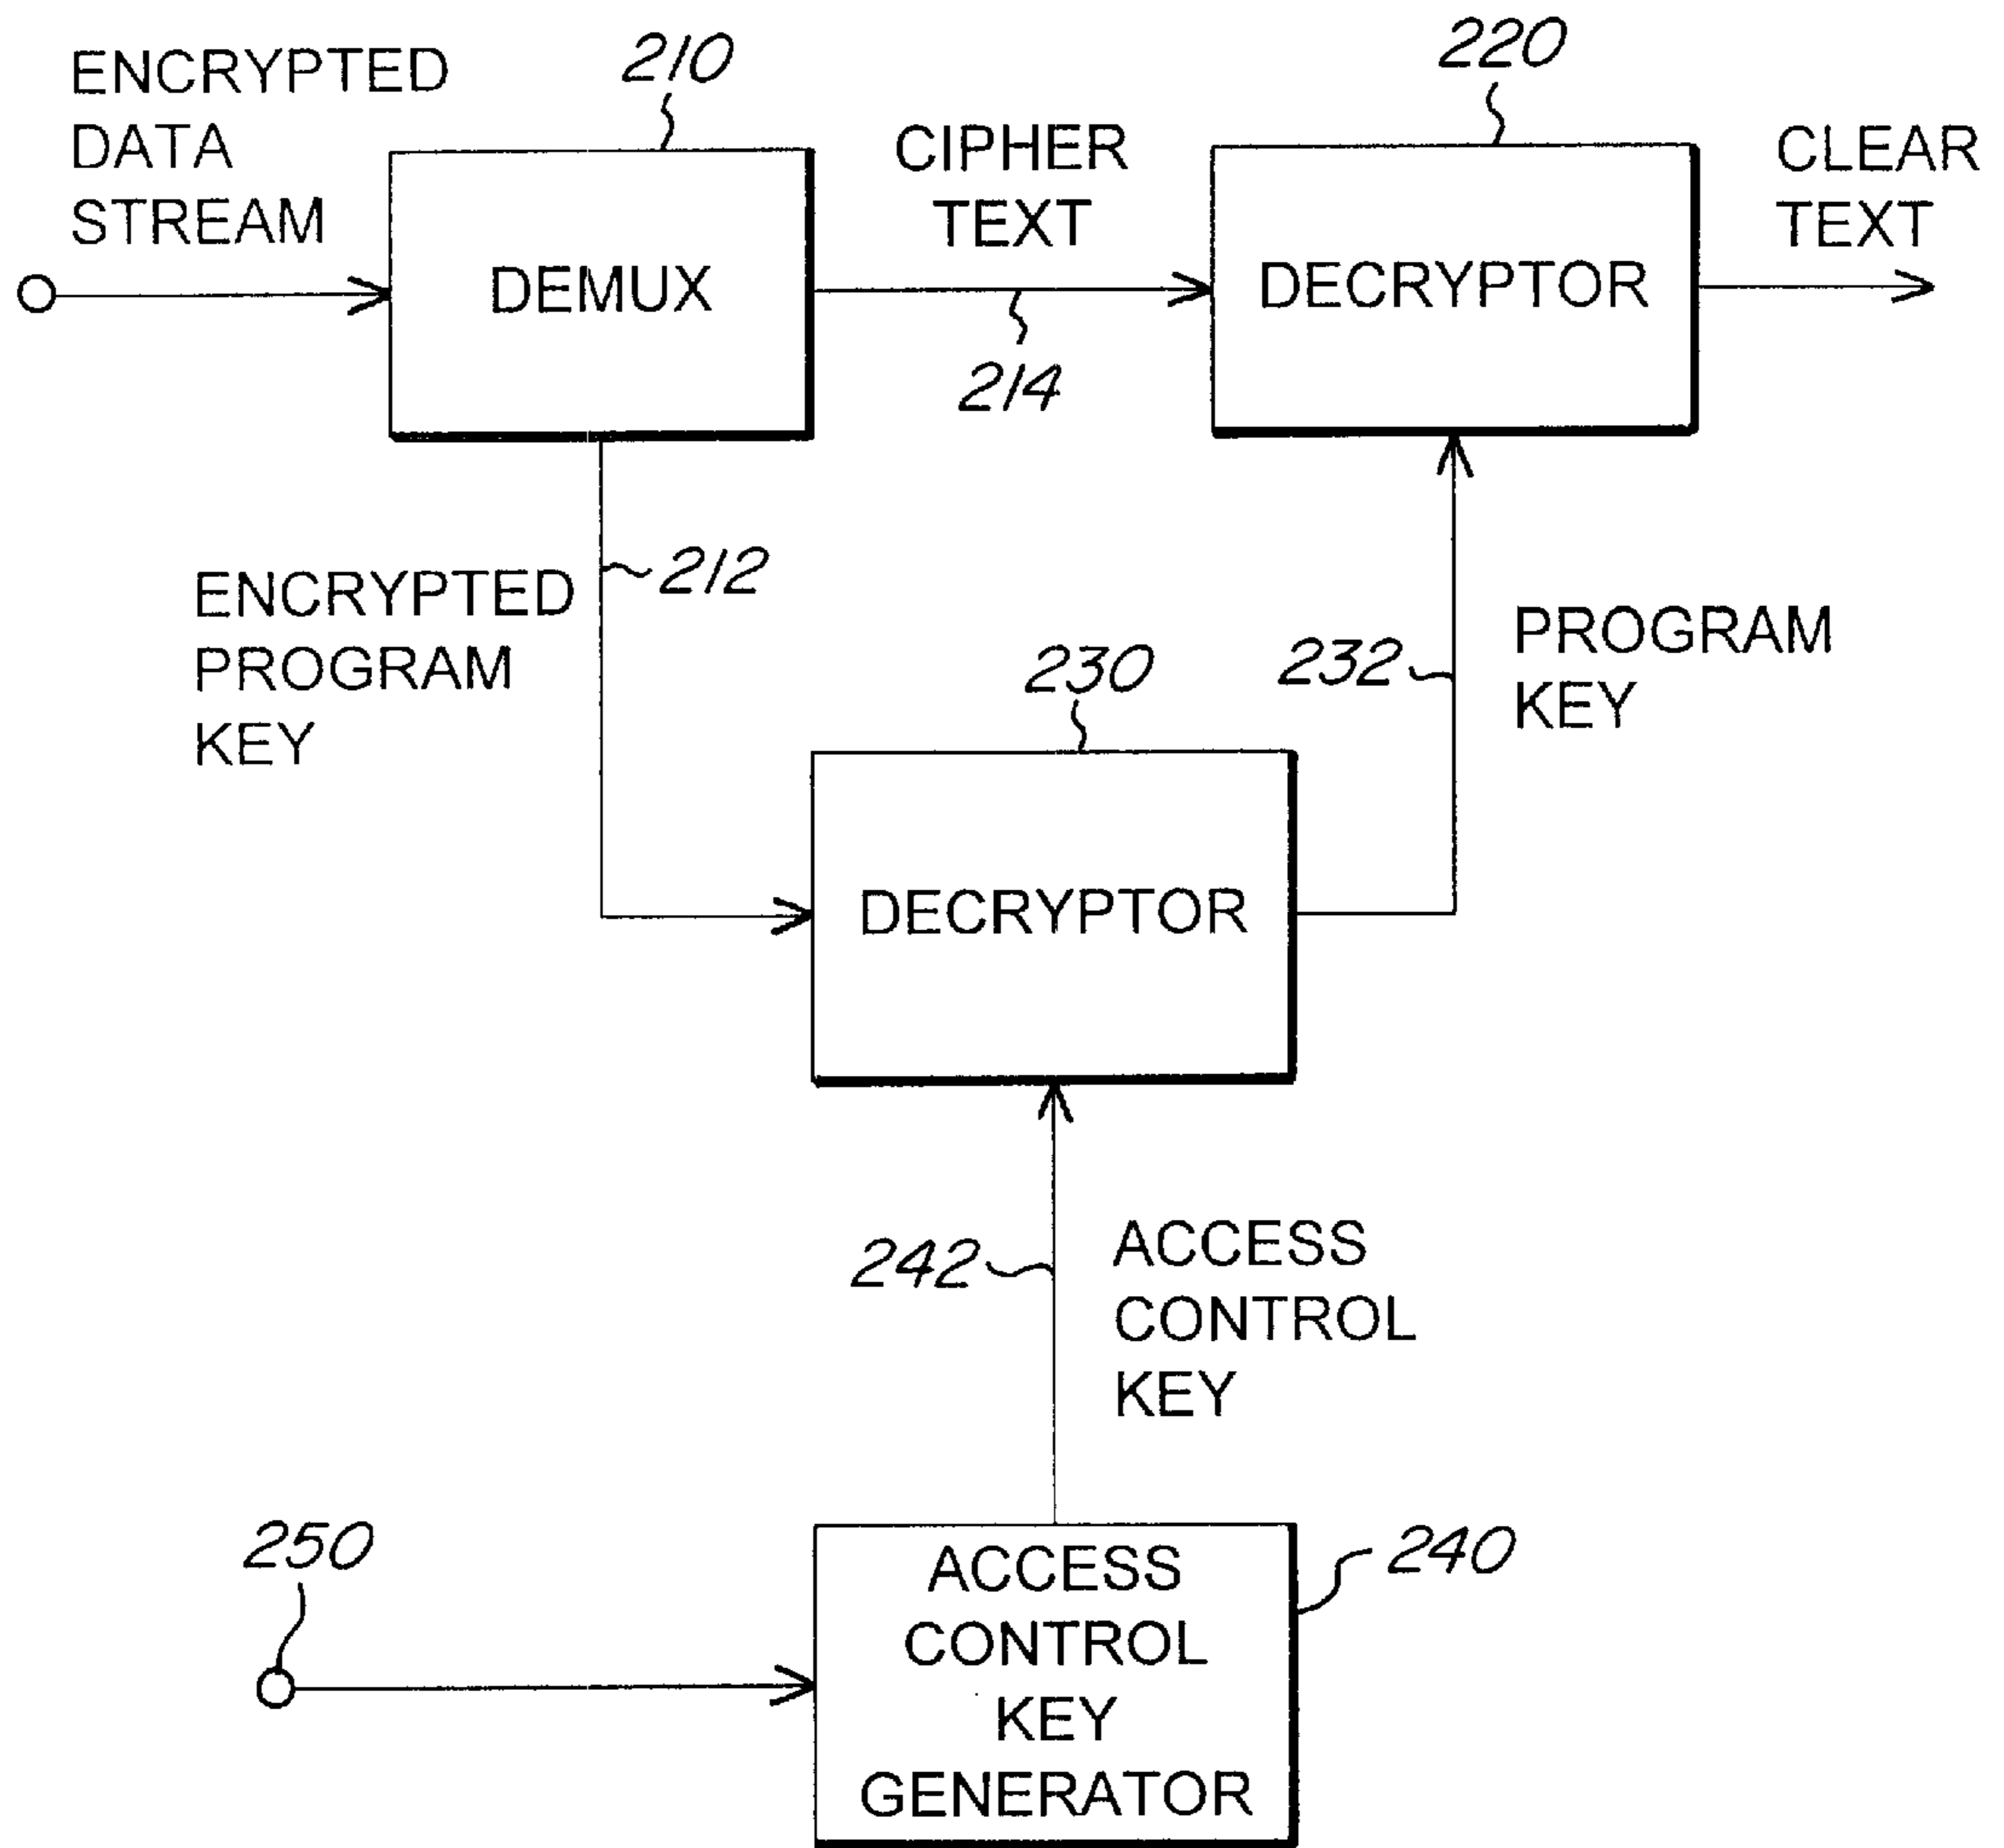 ENCRYPTED
DATA
STREAM
210
DEMUX
CIPHER
TEXT
214
220
DECRYPTOR
CLEAR
TEXT
ENCRYPTED
PROGRAM
KEY
212
230
DECRYPTOR
232
PROGRAM
KEY
242
ACCESS
CONTROL
KEY
250
ACCESS
CONTROL
KEY
GENERATOR
240